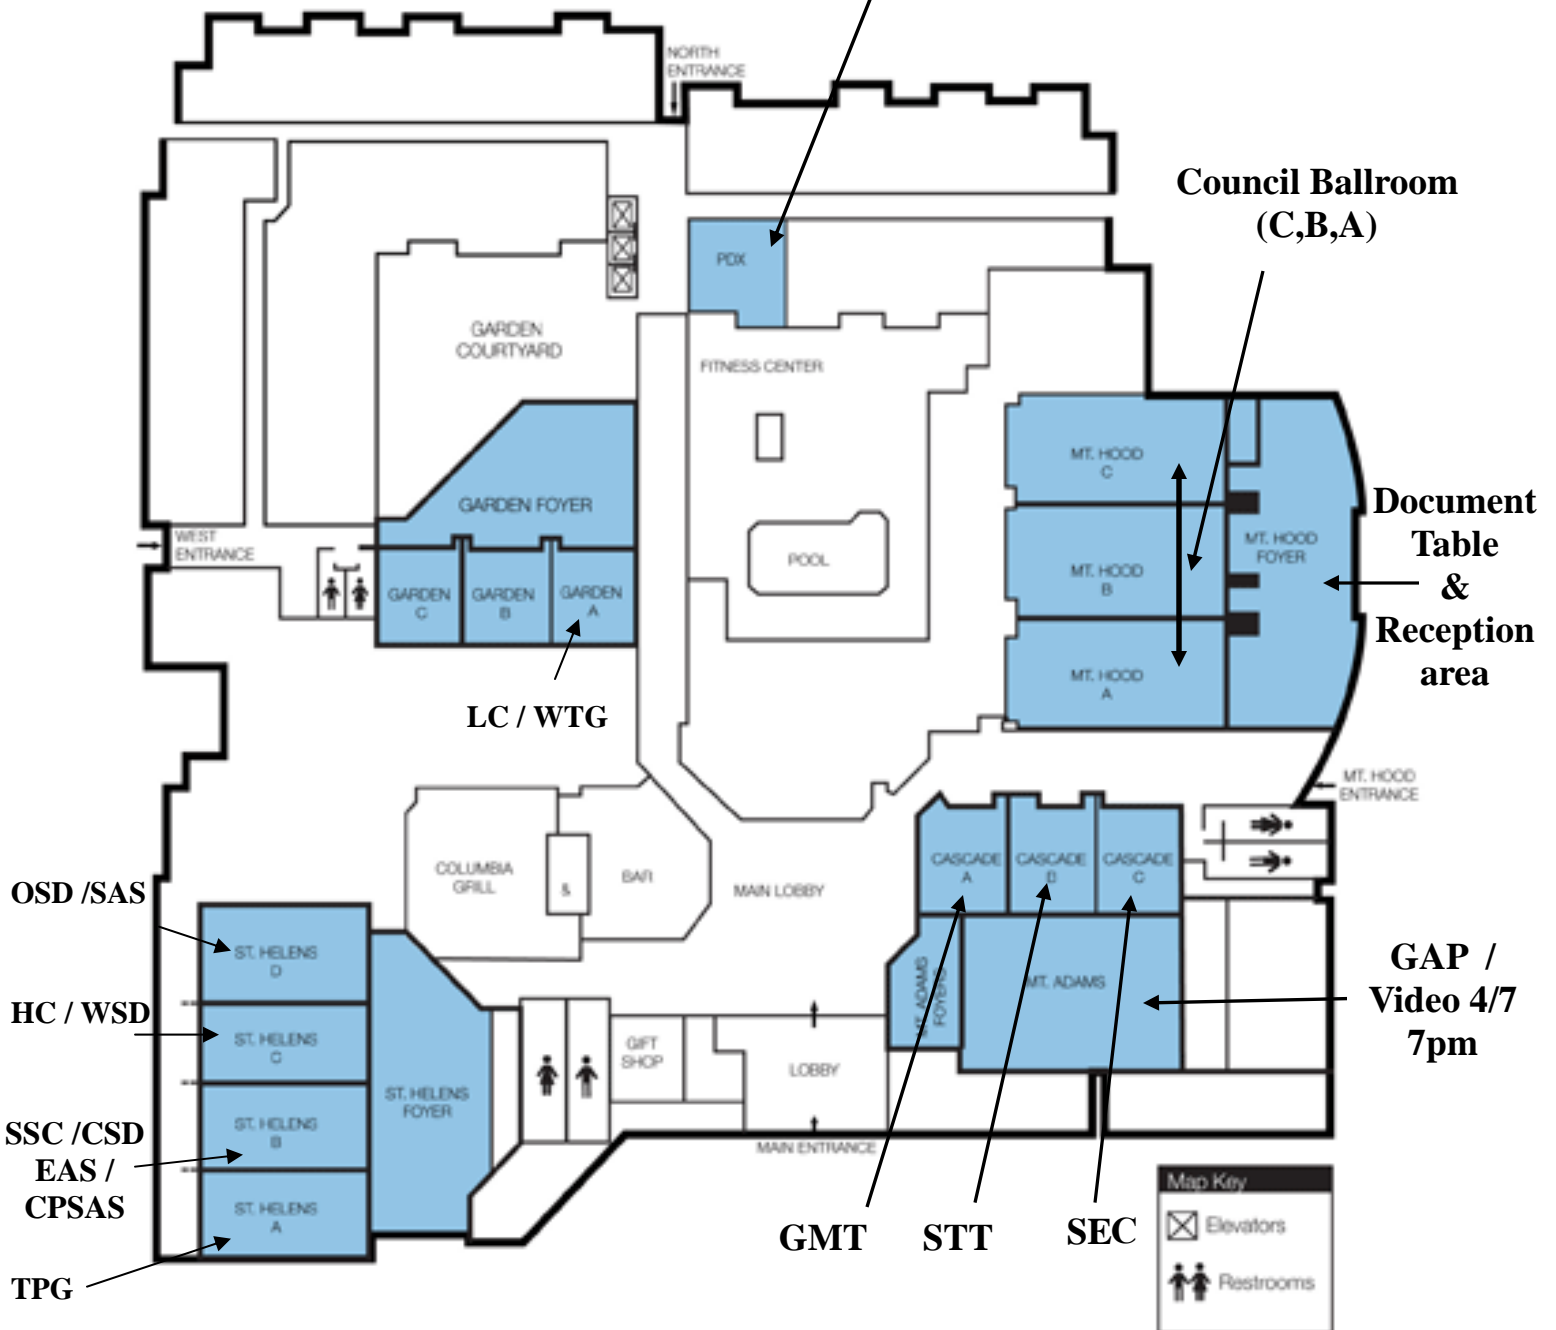 NORTH
ENTRANCE
Council Ballroom
(C,B,A)
PDX
GARDEN
COURTYARD
FITNESS CENTER
MT. HOOD
C
GARDEN FOYER
Document
Table
&
Reception
area
WEST
ENTRANCE
MT. HOOD
FOYER
POOL
MT. HOOD
B
GARDEN
C
GARDEN
B
GARDEN
A
MT. HOOD
A
LC / WTG
MT. HOOD
ENTRANCE
COLUMBIA
GRILL
&
BAR
MAIN LOBBY
CASCADE
A
CASCADE
B
CASCADE
C
OSD /SAS
ST. HELENS
D
GAP /
Video 4/7
7pm
MT. ADAMS
MT. ADAMS
FOYERS
HC / WSD
ST. HELENS
C
GIFT
SHOP
LOBBY
ST. HELENS
FOYER
SSC /CSD
EAS /
CPSAS
ST. HELENS
B
MAIN ENTRANCE
ST. HELENS
A
TPG
GMT
STT
SEC
Map Key
Elevators
Restrooms